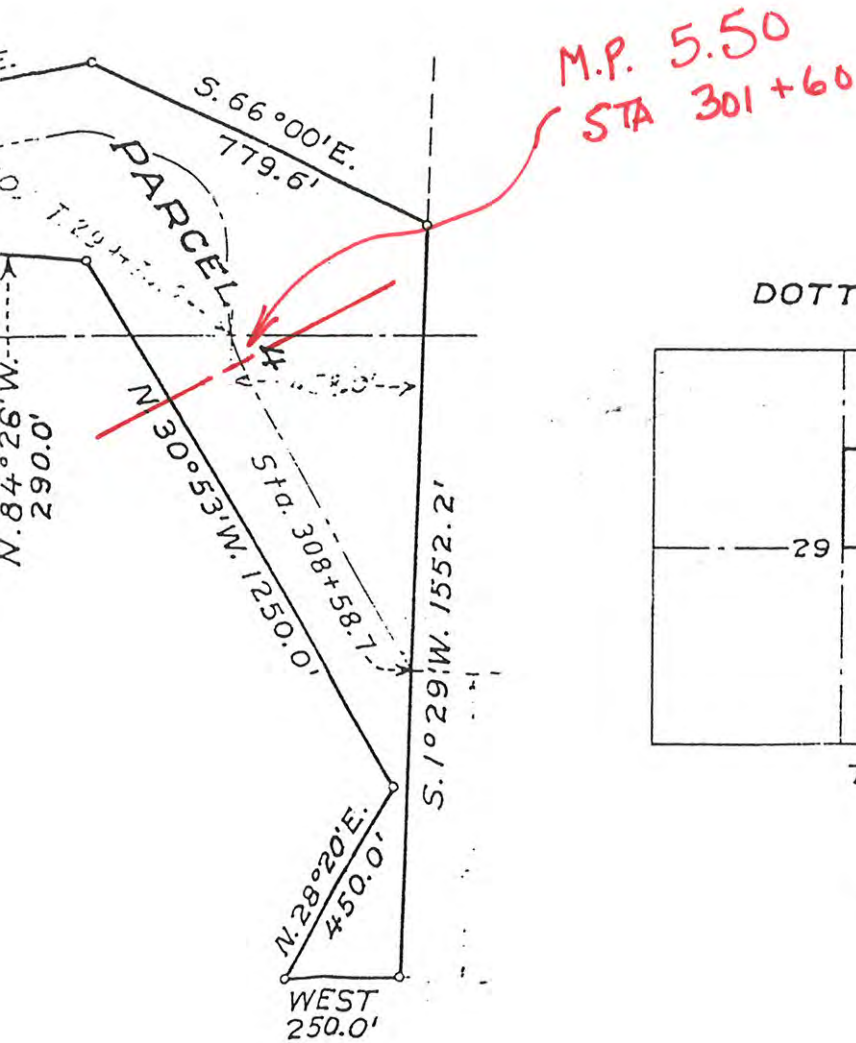 M.P. 5.50
STA 301+60
E.
S. 66°00'E.
779.6'
PARCEL
4
DOTT
N. 84°26'W.
290.0'
N. 30°53'W. 1250.0'
Sta. 308+58.7
S. 1°29'W. 1552.2'
29
N. 28°20'E.
450.0'
WEST
250.0'